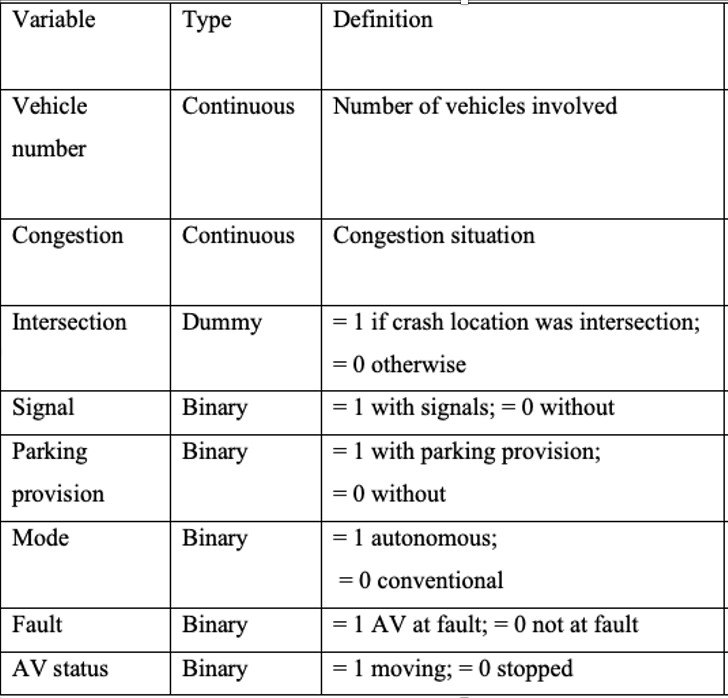 Variable Type Definition
Vehicle Continuous Number of vehicles involved
number
Congestion Continuous Congestion situation
Intersection Dummy = 1 if crash location was intersection;
= 0 otherwise
Signal Binary = 1 with signals; = 0 without
Parking Binary = 1 with parking provision;
provision = 0 without
Mode Binary = 1 autonomous;
= 0 conventional
Fault Binary = 1 AV at fault; = 0 not at fault
AV status Binary = 1 moving; = 0 stopped